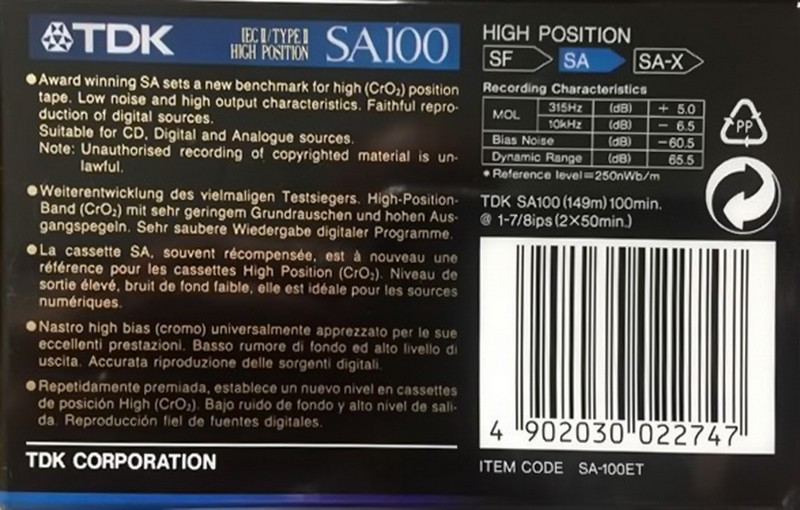 TDK IEC II/TYPE II HIGH POSITION SA100
● Award winning SA sets a new benchmark for high (CrO₂) position
tape. Low noise and high output characteristics. Faithful repro-
duction of digital sources.
Suitable for CD, Digital and Analogue sources.
Note: Unauthorised recording of copyrighted material is un-
lawful.
● Weiterentwicklung des vielmaligen Testsiegers. High-Position-
Band (CrO₂) mit sehr geringem Grundrauschen und hohen Aus-
gangspegeln. Sehr saubere Wiedergabe digitaler Programme.
● La cassette SA, souvent récompensée, est à nouveau une
référence pour les cassettes High Position (CrO₂). Niveau de
sortie élevé, bruit de fond faible, elle est idéale pour les sources
numériques.
● Nastro high bias (cromo) universalmente apprezzato per le sue
eccellenti prestazioni. Basso rumore di fondo ed alto livello di
uscita. Accurata riproduzione delle sorgenti digitali.
● Repetidamente premiada, establece un nuevo nivel en cassettes
de posición High (CrO₂). Bajo ruido de fondo y alto nivel de sali-
da. Reproducción fiel de fuentes digitales.
TDK CORPORATION
HIGH POSITION
SF SA SA-X
Recording Characteristics
MOL 315Hz (dB) + 5.0
10kHz (dB) − 6.5
Bias Noise (dB) −60.5
Dynamic Range (dB) 65.5
● Reference level=250nWb/m
PP
TDK SA100 (149m) 100min.
@ 1-7/8ips (2×50min.)
4 902030 022747
ITEM CODE SA-100ET